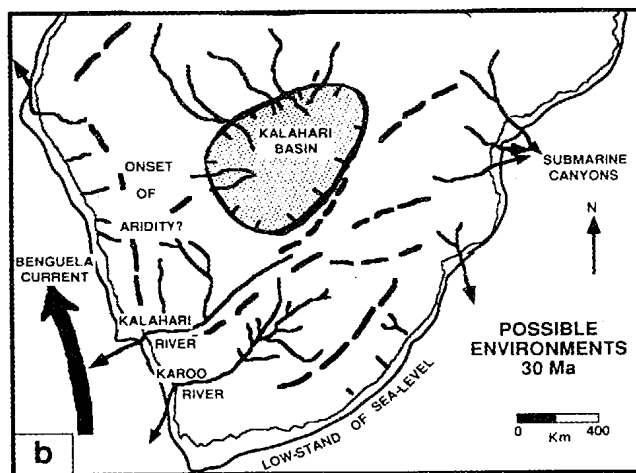 KALAHARI
BASIN
ONSET
OF
ARIDITY?
SUBMARINE
CANYONS
N
BENGUELA
CURRENT
KALAHARI
RIVER
KAROO
RIVER
POSSIBLE
ENVIRONMENTS
30 Ma
LOW-STAND OF SEA-LEVEL
0 200 400
Km
b